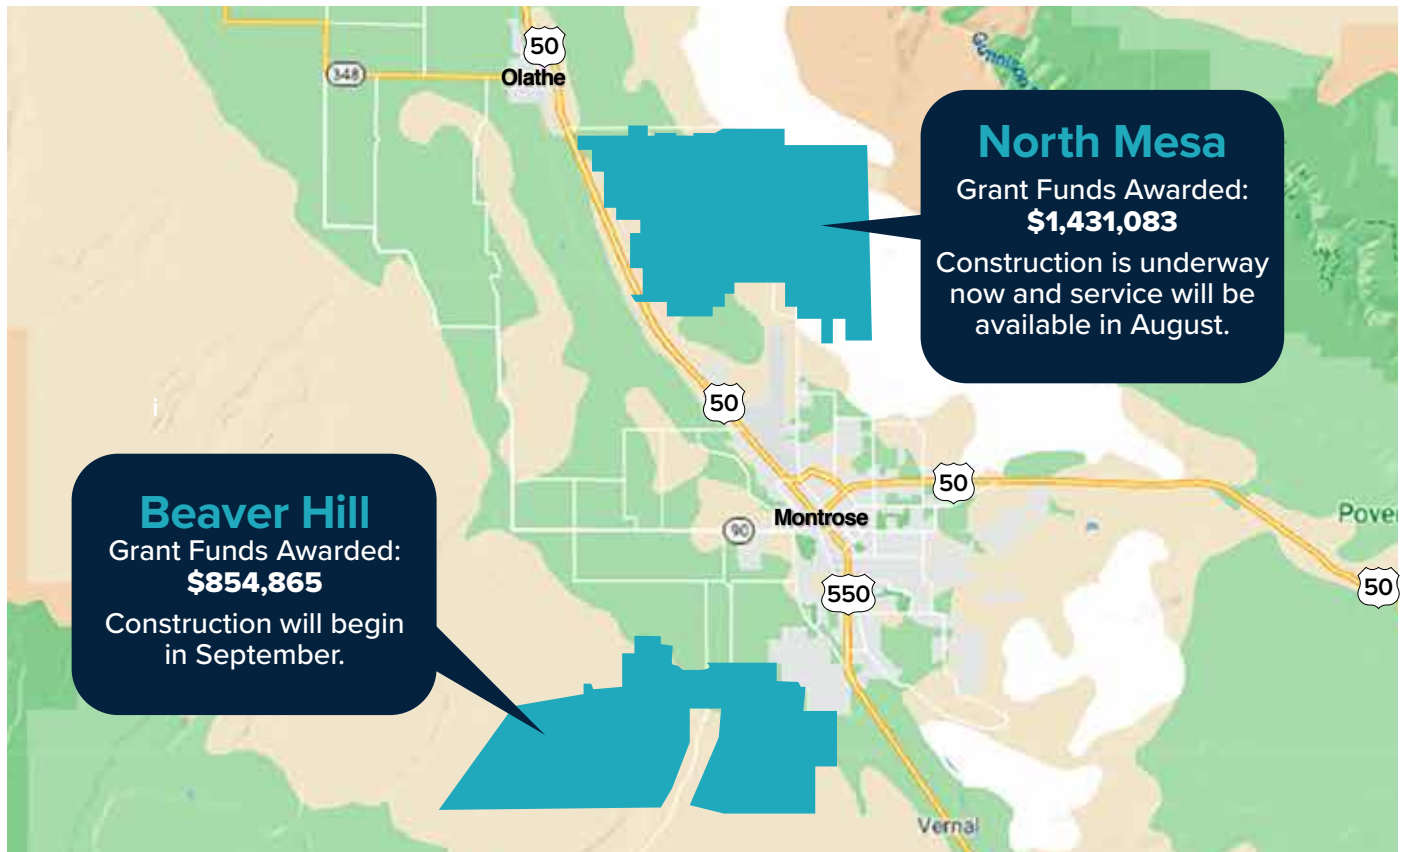 50
Olathe
348
Gunnison
North Mesa
Grant Funds Awarded:
$1,431,083
Construction is underway
now and service will be
available in August.
50
i
50
Beaver Hill
Grant Funds Awarded:
$854,865
Construction will begin
in September.
Montrose
90
Pover
50
550
Vernal